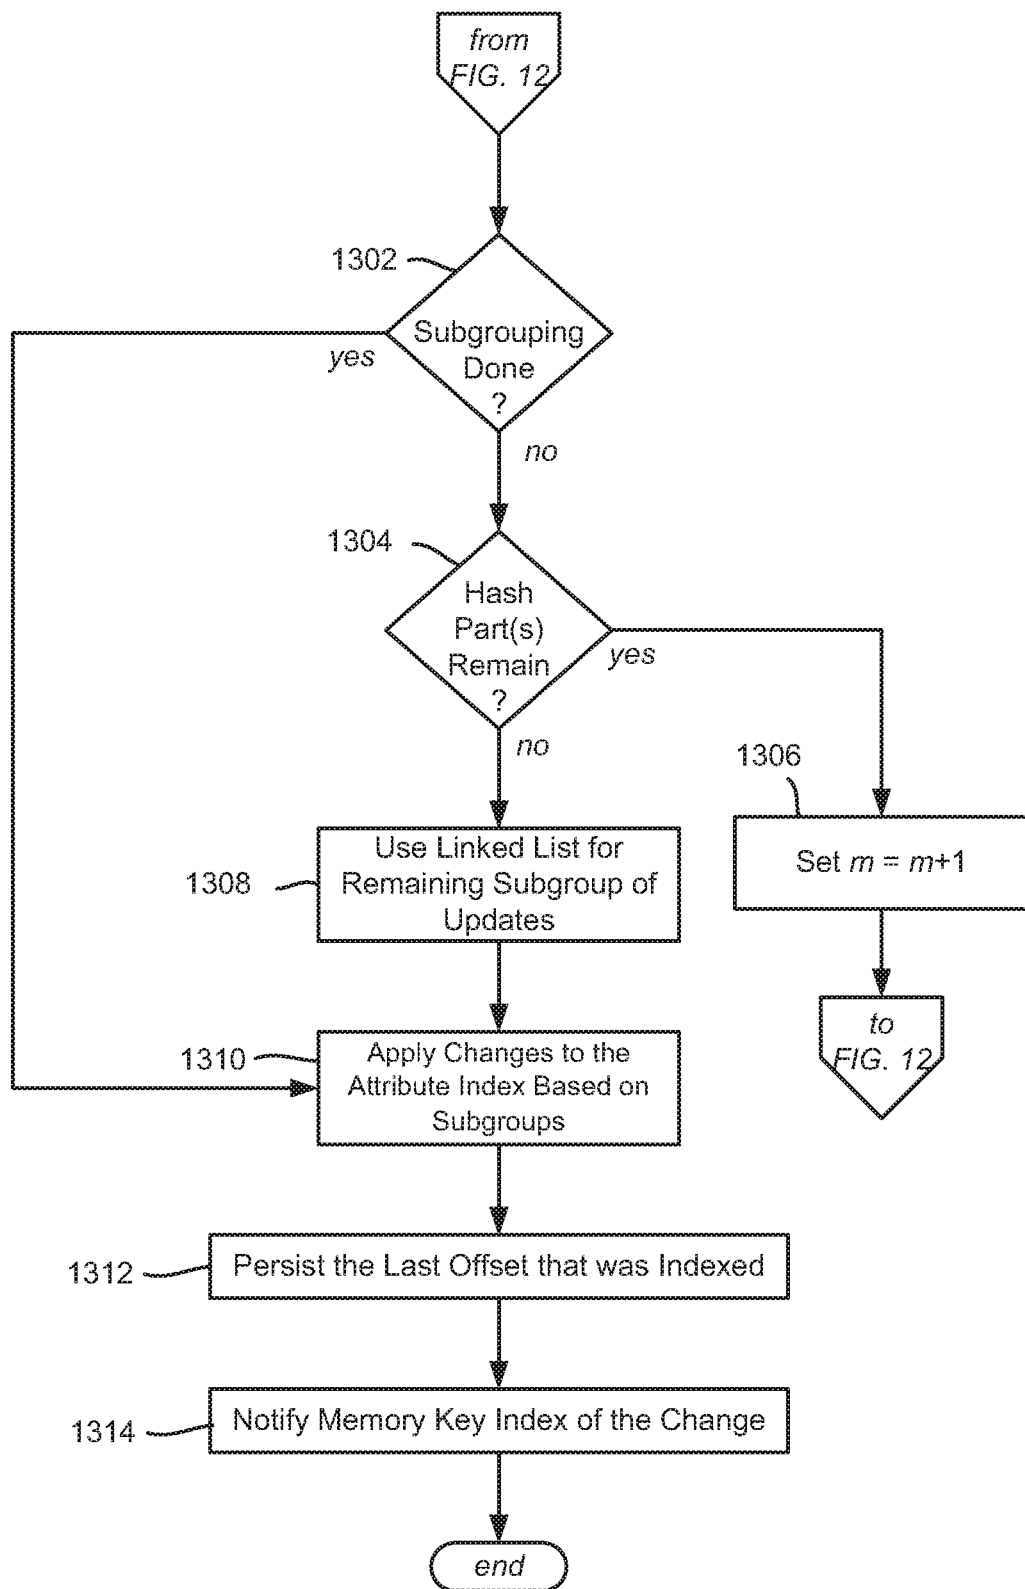 from
FIG. 12
1302
Subgrouping
Done
?
yes
no
1304
Hash
Part(s)
Remain
?
yes
no
1306
Set m = m+1
1308
Use Linked List for
Remaining Subgroup of
Updates
to
FIG. 12
1310
Apply Changes to the
Attribute Index Based on
Subgroups
1312
Persist the Last Offset that was Indexed
1314
Notify Memory Key Index of the Change
end